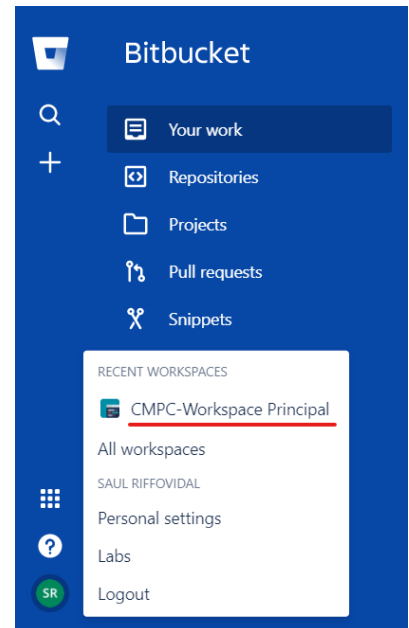 Bitbucket
Your work
Repositories
Projects
Pull requests
Snippets
RECENT WORKSPACES
CMPC-Workspace Principal
All workspaces
SAUL RIFFOVIDAL
Personal settings
Labs
?
SR
Logout